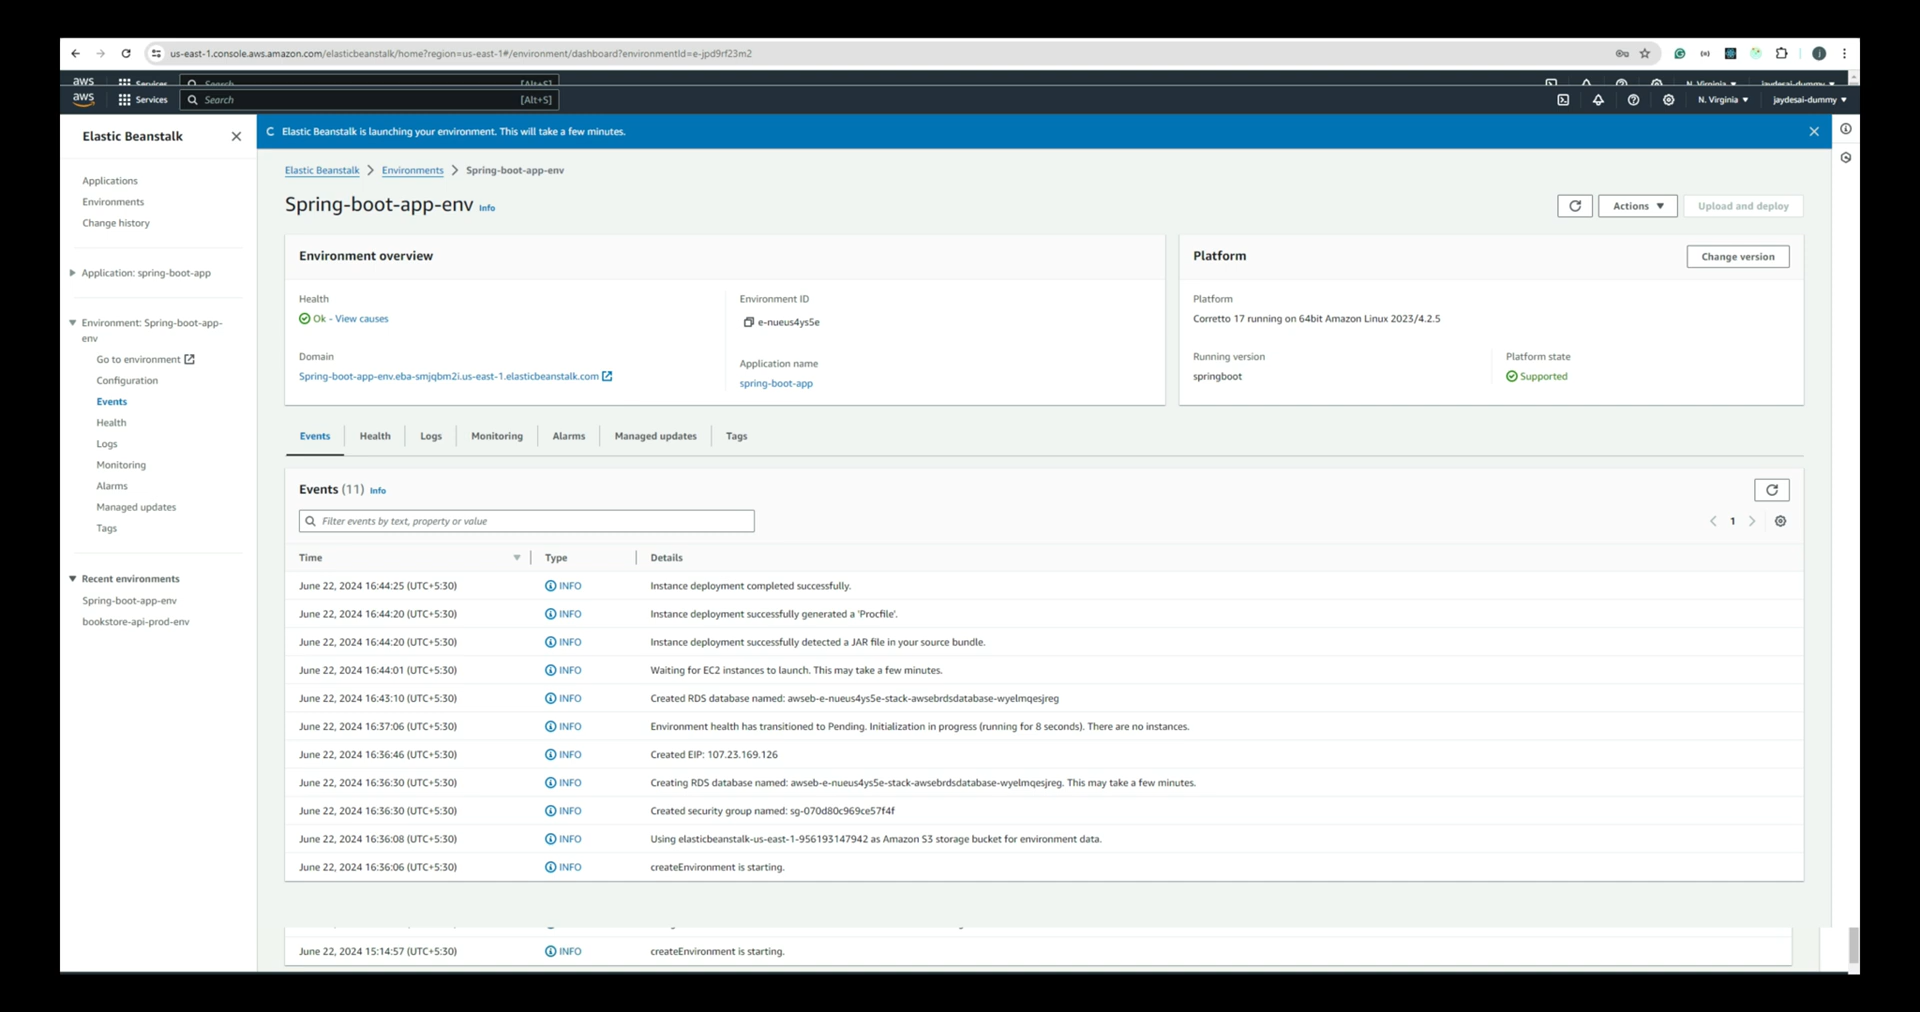 us-east-1.console.aws.amazon.com/elasticbeanstalk/home?region=us-east-1#/environment/dashboard?environmentId=e-jpd9rf23m2
aws Services Search [Alt+S] N. Virginia ▼ jaydesai-dummy ▼
aws Services Search [Alt+S] N. Virginia ▼ jaydesai-dummy ▼
Elastic Beanstalk
Applications
Environments
Change history
Application: spring-boot-app
Environment: Spring-boot-app-
env
Go to environment
Configuration
Events
Health
Logs
Monitoring
Alarms
Managed updates
Tags
Recent environments
Spring-boot-app-env
bookstore-api-prod-env
Elastic Beanstalk is launching your environment. This will take a few minutes.
Elastic Beanstalk > Environments > Spring-boot-app-env
Spring-boot-app-env Info
Actions ▼ Upload and deploy
Environment overview
Health
Ok - View causes
Domain
Spring-boot-app-env.eba-smjqbm2i.us-east-1.elasticbeanstalk.com
Environment ID
e-nueus4ys5e
Application name
spring-boot-app
Platform Change version
Platform
Corretto 17 running on 64bit Amazon Linux 2023/4.2.5
Running version
springboot
Platform state
Supported
Events Health Logs Monitoring Alarms Managed updates Tags
Events (11) Info
Filter events by text, property or value
< 1 >
Time Type Details
June 22, 2024 16:44:25 (UTC+5:30) INFO Instance deployment completed successfully.
June 22, 2024 16:44:20 (UTC+5:30) INFO Instance deployment successfully generated a 'Procfile'.
June 22, 2024 16:44:20 (UTC+5:30) INFO Instance deployment successfully detected a JAR file in your source bundle.
June 22, 2024 16:44:01 (UTC+5:30) INFO Waiting for EC2 instances to launch. This may take a few minutes.
June 22, 2024 16:43:10 (UTC+5:30) INFO Created RDS database named: awseb-e-nueus4ys5e-stack-awsebrdsdatabase-wyelmqesjreg
June 22, 2024 16:37:06 (UTC+5:30) INFO Environment health has transitioned to Pending. Initialization in progress (running for 8 seconds). There are no instances.
June 22, 2024 16:36:46 (UTC+5:30) INFO Created EIP: 107.23.169.126
June 22, 2024 16:36:30 (UTC+5:30) INFO Creating RDS database named: awseb-e-nueus4ys5e-stack-awsebrdsdatabase-wyelmqesjreg. This may take a few minutes.
June 22, 2024 16:36:30 (UTC+5:30) INFO Created security group named: sg-070d80c969ce57f4f
June 22, 2024 16:36:08 (UTC+5:30) INFO Using elasticbeanstalk-us-east-1-956193147942 as Amazon S3 storage bucket for environment data.
June 22, 2024 16:36:06 (UTC+5:30) INFO createEnvironment is starting.
June 22, 2024 15:14:57 (UTC+5:30) INFO createEnvironment is starting.